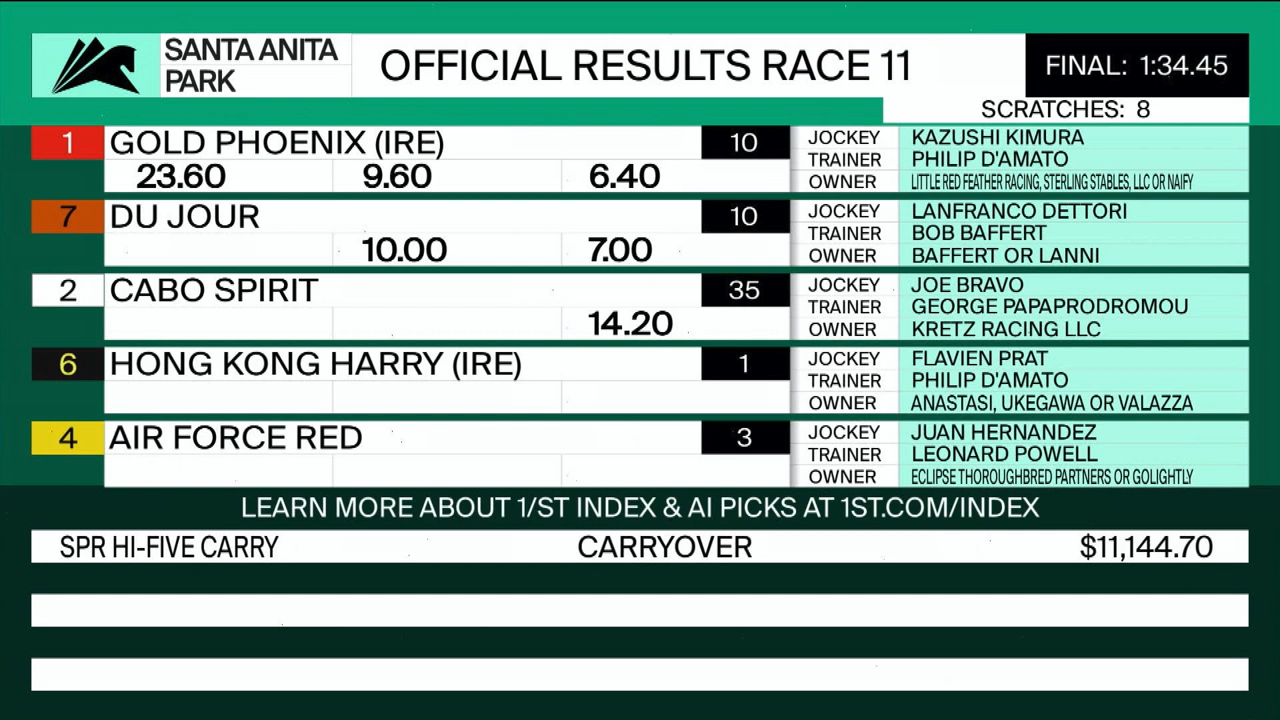 SANTA ANITA
PARK
OFFICIAL RESULTS RACE 11
FINAL: 1:34.45
SCRATCHES: 8
1 GOLD PHOENIX (IRE) 10
23.60 9.60 6.40
JOCKEY KAZUSHI KIMURA
TRAINER PHILIP D'AMATO
OWNER LITTLE RED FEATHER RACING, STERLING STABLES, LLC OR NAIFY
7 DU JOUR 10
10.00 7.00
JOCKEY LANFRANCO DETTORI
TRAINER BOB BAFFERT
OWNER BAFFERT OR LANNI
2 CABO SPIRIT 35
14.20
JOCKEY JOE BRAVO
TRAINER GEORGE PAPAPRODROMOU
OWNER KRETZ RACING LLC
6 HONG KONG HARRY (IRE) 1
JOCKEY FLAVIEN PRAT
TRAINER PHILIP D'AMATO
OWNER ANASTASI, UKEGAWA OR VALAZZA
4 AIR FORCE RED 3
JOCKEY JUAN HERNANDEZ
TRAINER LEONARD POWELL
OWNER ECLIPSE THOROUGHBRED PARTNERS OR GOLIGHTLY
LEARN MORE ABOUT 1/ST INDEX & AI PICKS AT 1ST.COM/INDEX
SPR HI-FIVE CARRY CARRYOVER $11,144.70